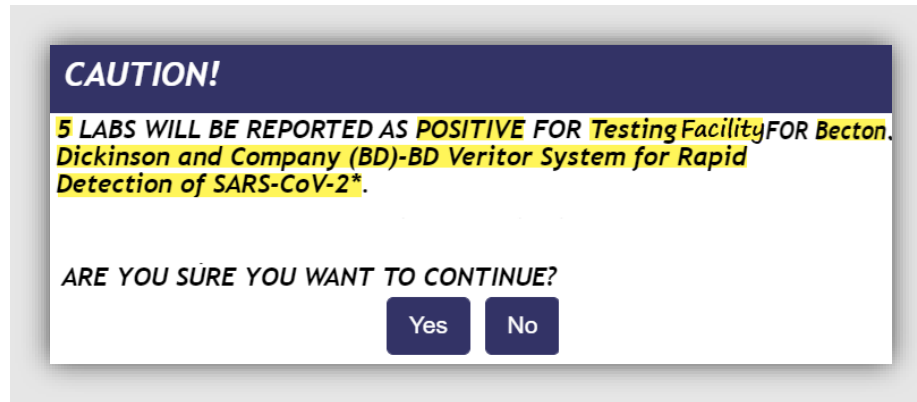 CAUTION!
5 LABS WILL BE REPORTED AS POSITIVE FOR Testing Facility FOR Becton.
Dickinson and Company (BD)-BD Veritor System for Rapid
Detection of SARS-CoV-2*.
ARE YOU SURE YOU WANT TO CONTINUE?
Yes No